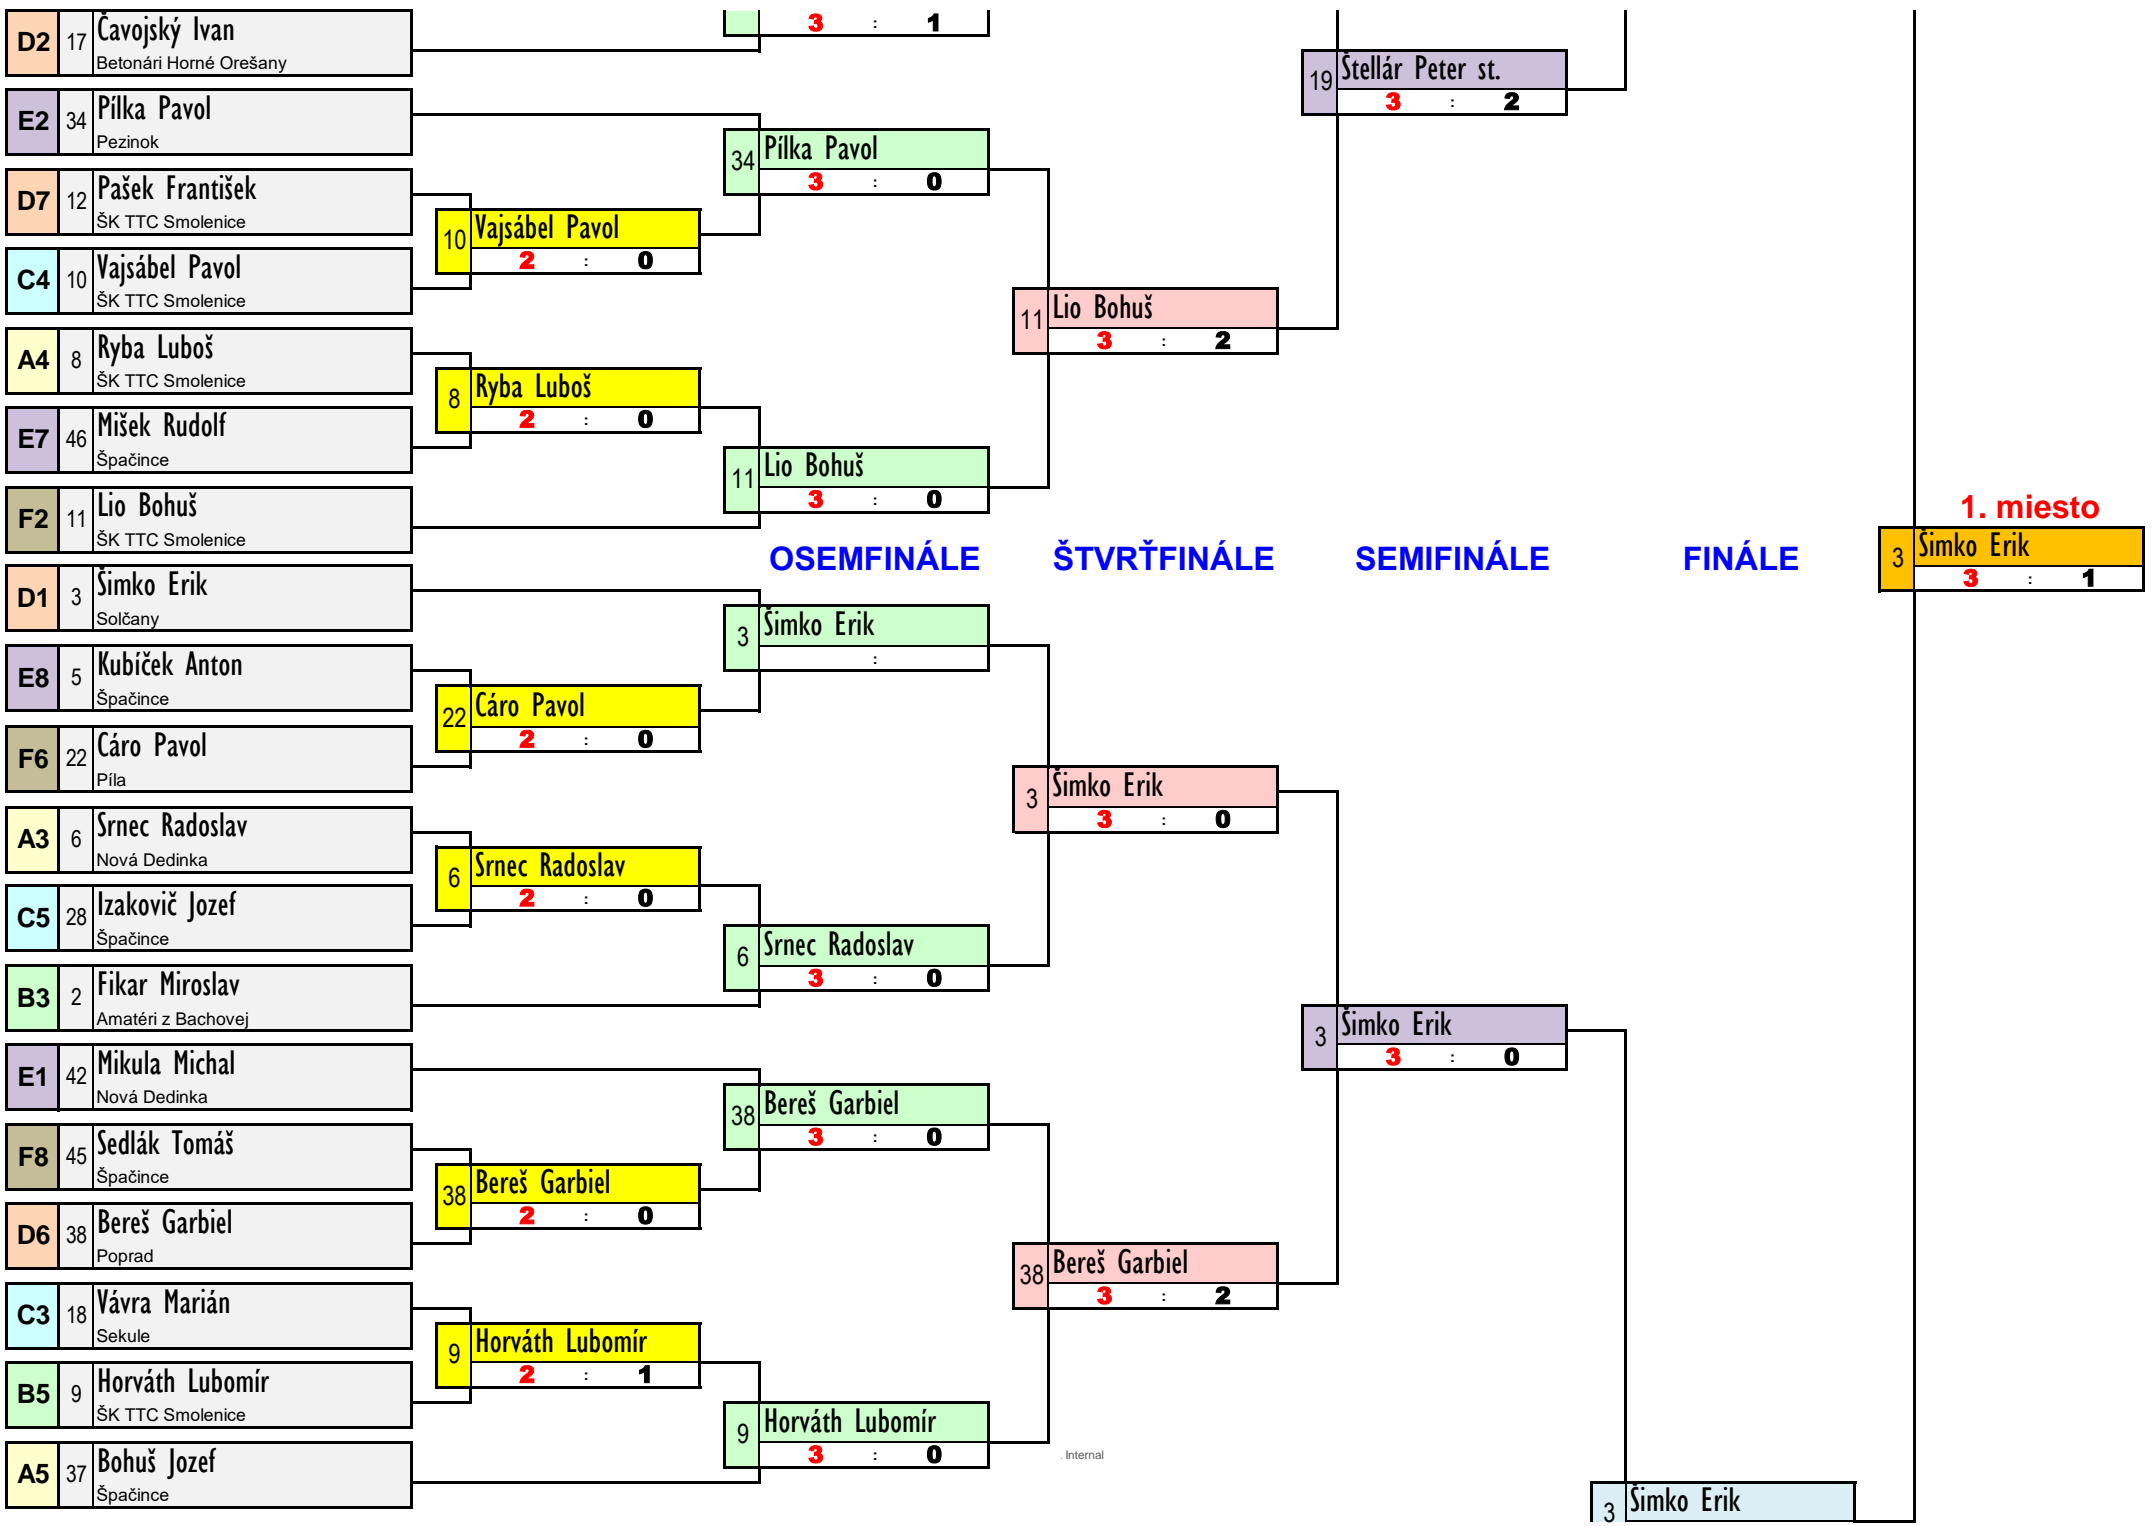 D2 17 Čavojský Ivan
Betonári Horné Orešany
E2 34 Pílka Pavol
Pezinok
D7 12 Pašek František
ŠK TTC Smolenice
C4 10 Vajsábel Pavol
ŠK TTC Smolenice
A4 8 Ryba Luboš
ŠK TTC Smolenice
E7 46 Mišek Rudolf
Špačince
F2 11 Lio Bohuš
ŠK TTC Smolenice
D1 3 Šimko Erik
Solčany
E8 5 Kubíček Anton
Špačince
F6 22 Cáro Pavol
Píla
A3 6 Srnec Radoslav
Nová Dedinka
C5 28 Izakovič Jozef
Špačince
B3 2 Fikar Miroslav
Amatéri z Bachovej
E1 42 Mikula Michal
Nová Dedinka
F8 45 Sedlák Tomáš
Špačince
D6 38 Bereš Garbiel
Poprad
C3 18 Vávra Marián
Sekule
B5 9 Horváth Lubomír
ŠK TTC Smolenice
A5 37 Bohuš Jozef
Špačince
10 Vajsábel Pavol
2 : 0
8 Ryba Luboš
2 : 0
22 Cáro Pavol
2 : 0
6 Srnec Radoslav
2 : 0
38 Bereš Garbiel
2 : 0
9 Horváth Lubomír
2 : 1
3 : 1
34 Pílka Pavol
3 : 0
11 Lio Bohuš
3 : 0
OSEMFINÁLE ŠTVRŤFINÁLE SEMIFINÁLE FINÁLE
3 Šimko Erik
:
6 Srnec Radoslav
3 : 0
38 Bereš Garbiel
3 : 0
9 Horváth Lubomír
3 : 0
11 Lio Bohuš
3 : 2
3 Šimko Erik
3 : 0
38 Bereš Garbiel
3 : 2
. Internal
19 Štellár Peter st.
3 : 2
3 Šimko Erik
3 : 0
3 Šimko Erik
1. miesto
3 Šimko Erik
3 : 1